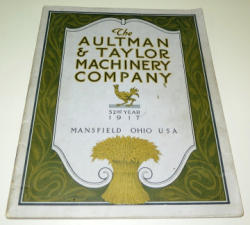 The
AULTMAN
& TAYLOR
MACHINERY
COMPANY
52ND YEAR
1917
MANSFIELD OHIO USA